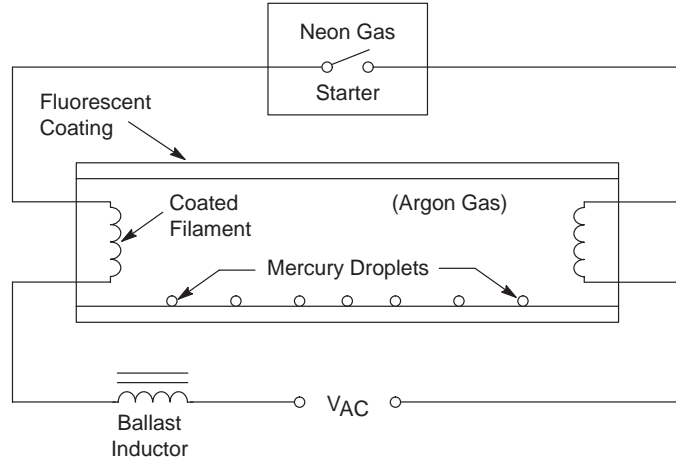 Neon Gas
Starter
Fluorescent
Coating
Coated
Filament
(Argon Gas)
Mercury Droplets
VAC
Ballast
Inductor